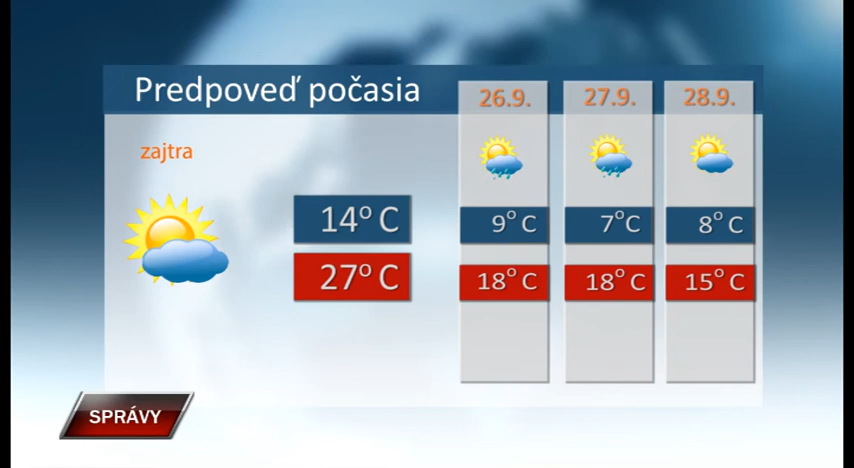 Predpoveď počasia
zajtra
14° C
27° C
26.9.
9° C
18° C
27.9.
7°C
18° C
28.9.
8° C
15° C
SPRÁVY